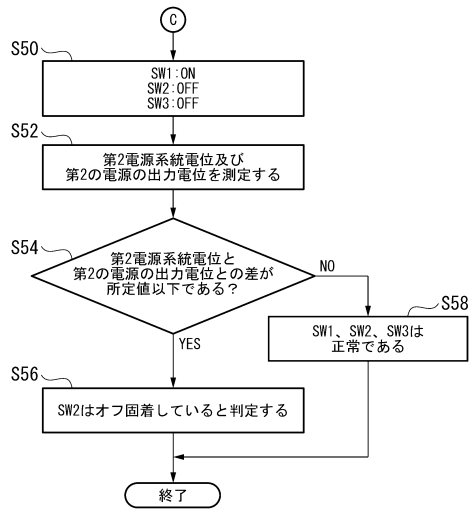 C
S50
SW1:ON
SW2:OFF
SW3:OFF
S52
第2電源系統電位及び
第2の電源の出力電位を測定する
S54
第2電源系統電位と
第2の電源の出力電位との差が
所定値以下である？
NO
YES
S58
SW1、SW2、SW3は
正常である
S56
SW2はオフ固着していると判定する
終了